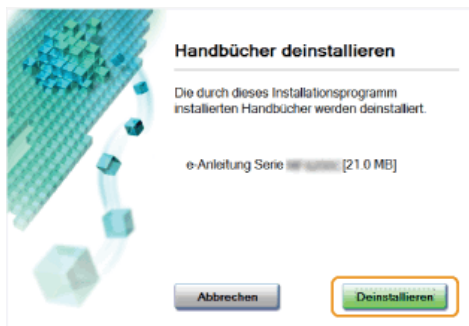 Handbücher deinstallieren
Die durch dieses Installationsprogramm
installierten Handbücher werden deinstalliert.
e-Anleitung Serie [21.0 MB]
Abbrechen
Deinstallieren